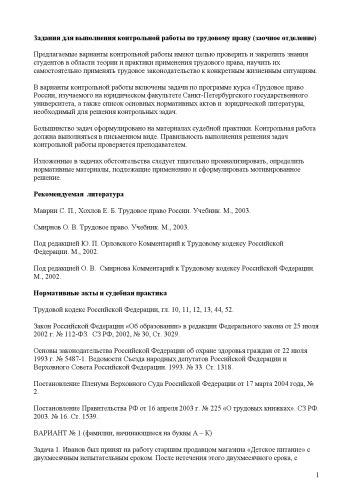 Задания для выполнения контрольной работы по трудовому праву (заочное отделение)
Предлагаемые варианты контрольной работы имеют целью проверить и закрепить знания
студентов в области теории и практики применения трудового права, научить их
самостоятельно применять трудовое законодательство к конкретным жизненным ситуациям.
В варианты контрольной работы включены задачи по программе курса «Трудовое право
России, изучаемого на юридическом факультете Санкт-Петербургского государственного
университета, а также список основных нормативных актов и юридической литературы,
необходимый для решения контрольных задач.
Большинство задач сформулировано на материалах судебной практики. Контрольная работа
должна выполняться в письменном виде. Правильность выполнения решения задач
контрольной работы проверяется преподавателем.
Изложенные в задачах обстоятельства следует тщательно проанализировать, определить
нормативные материалы, подлежащие применению и сформулировать мотивированное
решение.
Рекомендуемая литература
Маврин С. П., Хохлов Е. Б. Трудовое право России. Учебник. М., 2003.
Смирнов О. В. Трудовое право. Учебник. М., 2003.
Под редакцией Ю. П. Орловского Комментарий к Трудовому кодексу Российской
Федерации. М., 2002.
Под редакцией О. В. Смирнова Комментарий к Трудовому кодексу Российской Федерации.
М., 2002.
Нормативные акты и судебная практика
Трудовой кодекс Российской Федерации, гл. 10, 11, 12, 13, 44, 52.
Закон Российской Федерации «Об образовании» в редакции Федерального закона от 25 июля
2002 г. № 112-ФЗ. СЗ РФ, 2002, № 30, Ст. 3029.
Основы законодательства Российской Федерации об охране здоровья граждан от 22 июля
1993 г. № 5487-1. Ведомости Съезда народных депутатов Российской Федерации и
Верховного Совета Российской Федерации. 1993. № 33. Ст. 1318.
Постановление Пленума Верховного Суда Российской Федерации от 17 марта 2004 года, №
2.
Постановление Правительства РФ от 16 апреля 2003 г. № 225 «О трудовых книжках». СЗ РФ.
2003. № 16. Ст. 1539.
ВАРИАНТ № 1 (фамилии, начинающиеся на буквы А – К)
Задача 1. Иванов был принят на работу старшим продавцом магазина «Детское питание» с
двухмесячным испытательным сроком. После истечения этого двухмесячного срока, с
1